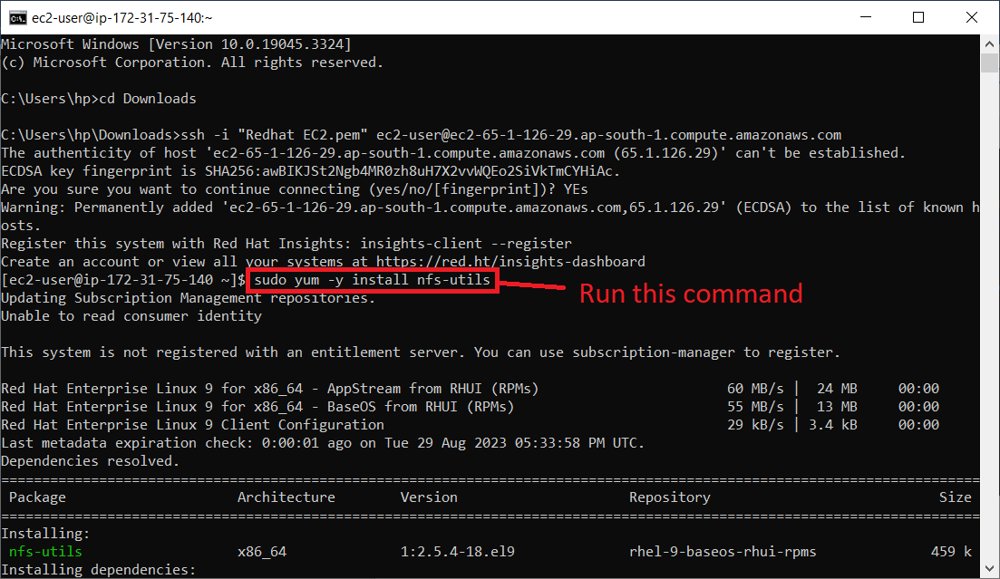 ec2-user@ip-172-31-75-140:~
Microsoft Windows [Version 10.0.19045.3324]
(c) Microsoft Corporation. All rights reserved.
C:\Users\hp>cd Downloads
C:\Users\hp\Downloads>ssh -i "Redhat EC2.pem" ec2-user@ec2-65-1-126-29.ap-south-1.compute.amazonaws.com
The authenticity of host 'ec2-65-1-126-29.ap-south-1.compute.amazonaws.com (65.1.126.29)' can't be established.
ECDSA key fingerprint is SHA256:awBIKJSt2Ngb4MR0zh8uH7X2vvWQEo2SiVkTmCYHiAc.
Are you sure you want to continue connecting (yes/no/[fingerprint])? YEs
Warning: Permanently added 'ec2-65-1-126-29.ap-south-1.compute.amazonaws.com,65.1.126.29' (ECDSA) to the list of known h
osts.
Register this system with Red Hat Insights: insights-client --register
Create an account or view all your systems at https://red.ht/insights-dashboard
[ec2-user@ip-172-31-75-140 ~]$ sudo yum -y install nfs-utils
Run this command
Updating Subscription Management repositories.
Unable to read consumer identity
This system is not registered with an entitlement server. You can use subscription-manager to register.
Red Hat Enterprise Linux 9 for x86_64 - AppStream from RHUI (RPMs) 60 MB/s | 24 MB 00:00
Red Hat Enterprise Linux 9 for x86_64 - BaseOS from RHUI (RPMs) 55 MB/s | 13 MB 00:00
Red Hat Enterprise Linux 9 Client Configuration 29 kB/s | 3.4 kB 00:00
Last metadata expiration check: 0:00:01 ago on Tue 29 Aug 2023 05:33:58 PM UTC.
Dependencies resolved.
Package Architecture Version Repository Size
Installing:
nfs-utils x86_64 1:2.5.4-18.el9 rhel-9-baseos-rhui-rpms 459 k
Installing dependencies: